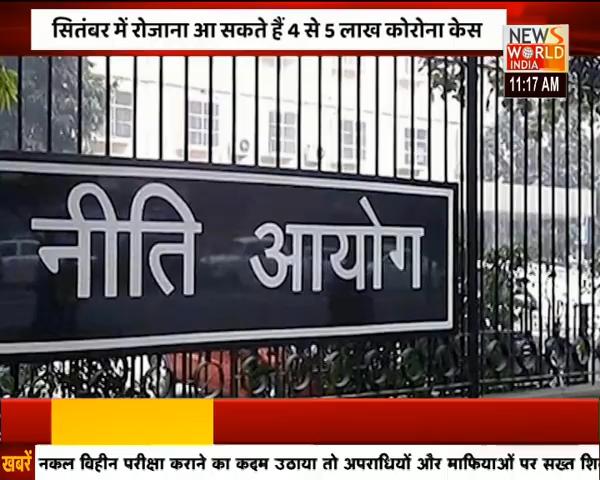 सितंबर में रोजाना आ सकते हैं 4 से 5 लाख कोरोना केस
NEWS
WORLD
INDIA
11:17 AM
नीति आयोग
खबरें
नकल विहीन परीक्षा कराने का कदम उठाया तो अपराधियों और माफियाओं पर सख्त